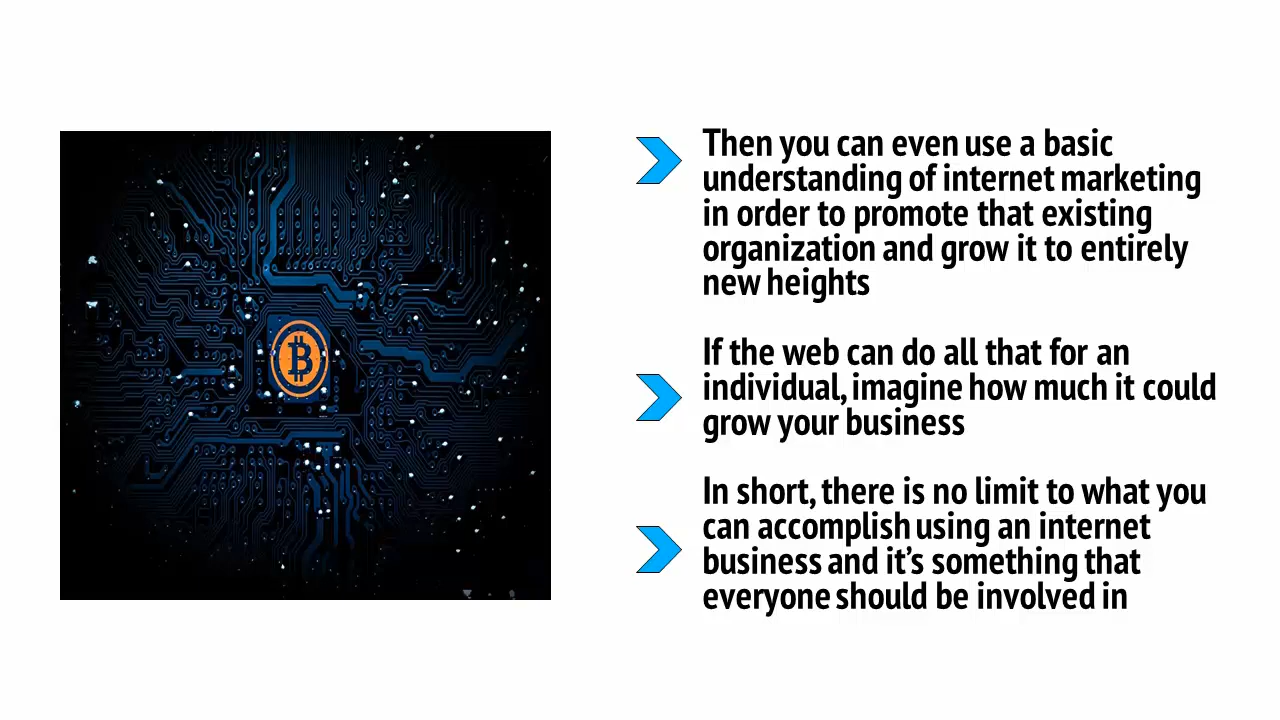 Then you can even use a basic
understanding of internet marketing
in order to promote that existing
organization and grow it to entirely
new heights
If the web can do all that for an
individual, imagine how much it could
grow your business
In short, there is no limit to what you
can accomplish using an internet
business and it’s something that
everyone should be involved in